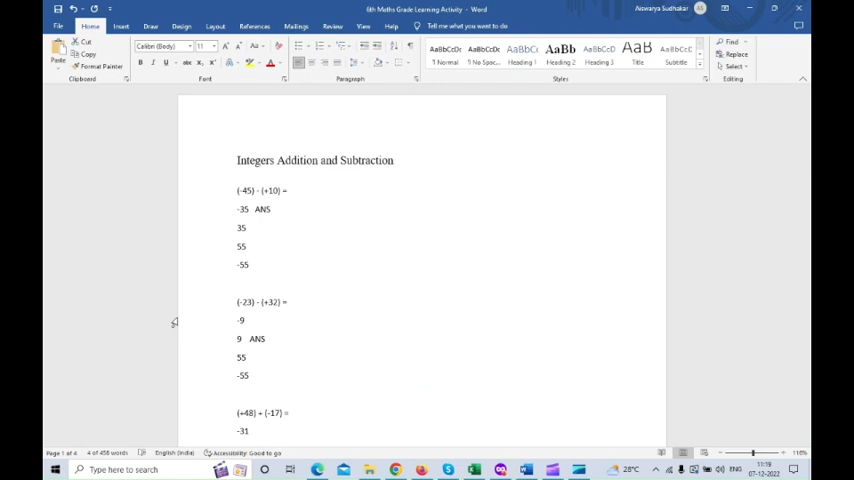 6th Maths Grade Learning Activity - Word
Aiswarya Sudhakar
AS
File Home Insert Draw Design Layout References Mailings Review View Help Tell me what you want to do
Paste
Cut
Copy
Format Painter
Clipboard
Calibri (Body) 11
Font
Paragraph
AaBbCcDc
¶ Normal
AaBbCcDc
¶ No Spac...
AaBbCc
Heading 1
AaBb
Heading 2
AaBbCcD
Heading 3
AaB
Title
AaBbCcC
Subtitle
Styles
Find
Replace
Select
Editing
Integers Addition and Subtraction
(-45) - (+10) =
-35 ANS
35
55
-55
(-23) - (+32) =
-9
9 ANS
55
-55
(+48) + (-17) =
-31
Page 1 of 4 4 of 458 words English (India) Accessibility: Good to go 116%
Type here to search
28°C
ENG
11:19
07-12-2022